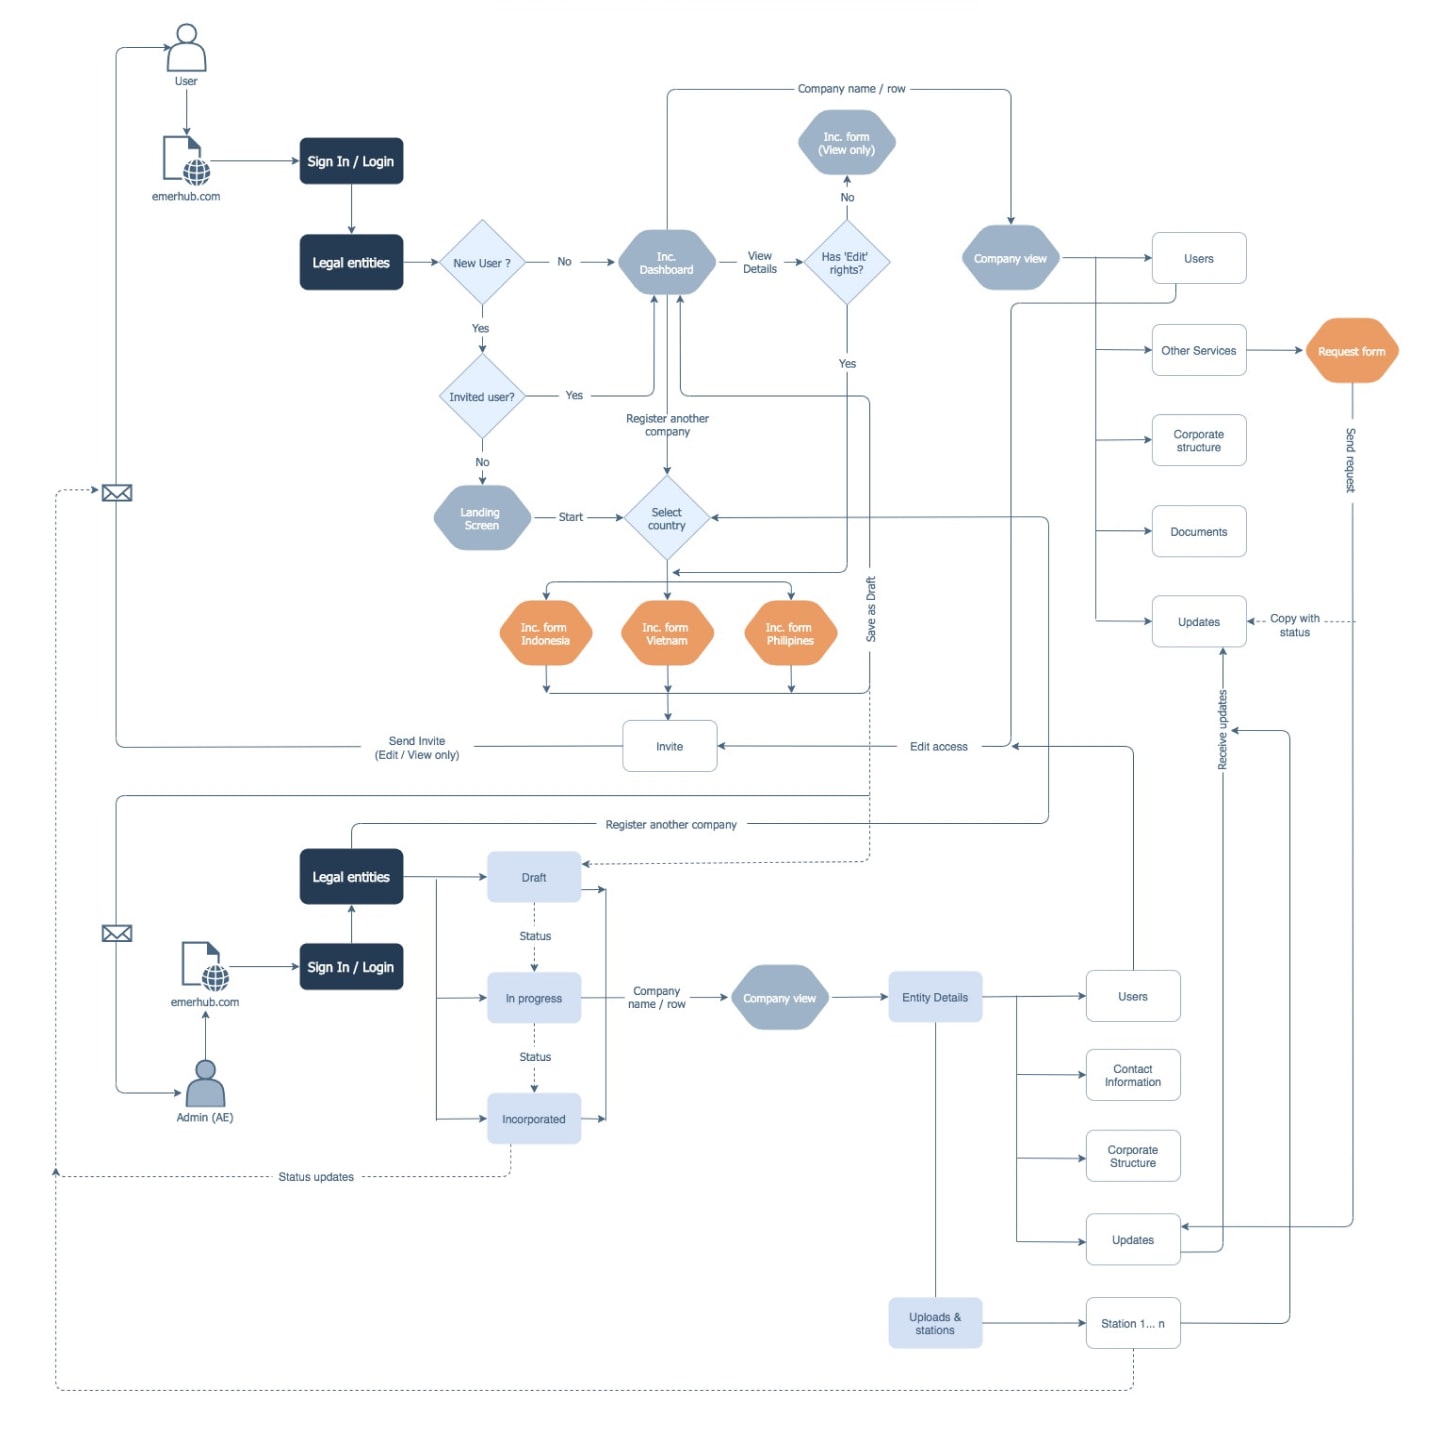 User
emerhub.com
Sign In / Login
Legal entities
New User ?
No
Yes
Invited user?
Yes
No
Landing
Screen
Start
Inc.
Dashboard
Company name / row
View
Details
Inc. form
(View only)
No
Has 'Edit'
rights?
Yes
Register another
company
Select
country
Inc. form
Indonesia
Inc. form
Vietnam
Inc. form
Philipines
Save as Draft
Company view
Users
Other Services
Request form
Corporate
structure
Documents
Updates
Copy with
status
Send request
Receive updates
Send Invite
(Edit / View only)
Invite
Edit access
Register another company
Legal entities
Sign In / Login
emerhub.com
Admin (AE)
Draft
Status
In progress
Status
Incorporated
Status updates
Company
name / row
Company view
Entity Details
Users
Contact
Information
Corporate
Structure
Updates
Uploads &
stations
Station 1... n